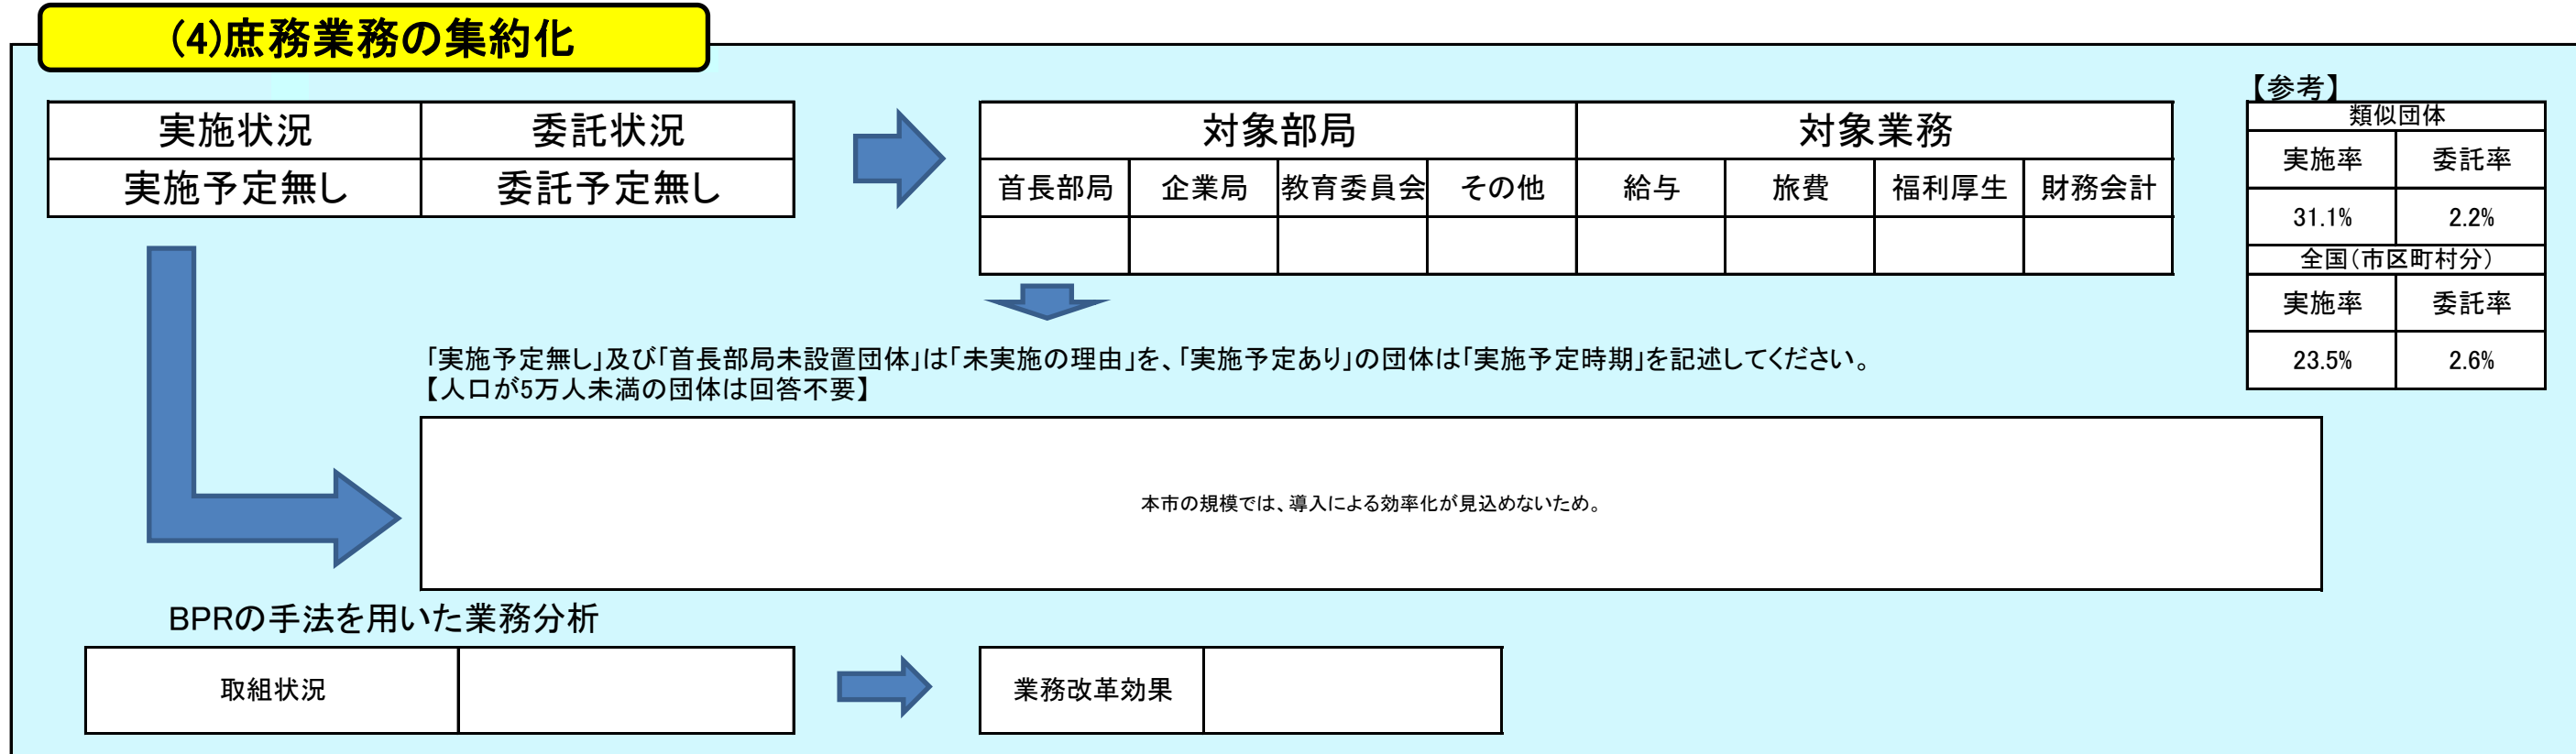 (4)庶務業務の集約化
実施状況 委託状況
実施予定無し 委託予定無し
対象部局 対象業務
首長部局 企業局 教育委員会 その他 給与 旅費 福利厚生 財務会計
【参考】
類似団体
実施率 委託率
31.1% 2.2%
全国(市区町村分)
実施率 委託率
23.5% 2.6%
「実施予定無し」及び「首長部局未設置団体」は「未実施の理由」を、「実施予定あり」の団体は「実施予定時期」を記述してください。
【人口が5万人未満の団体は回答不要】
本市の規模では、導入による効率化が見込めないため。
BPRの手法を用いた業務分析
取組状況
業務改革効果